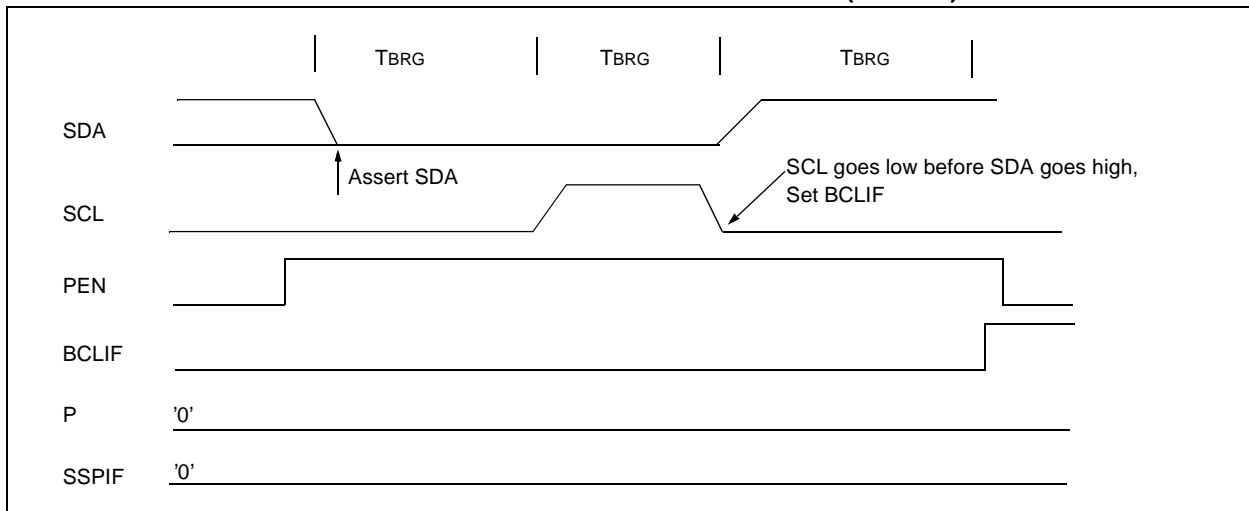 TBRG TBRG TBRG
SDA
Assert SDA
SCL goes low before SDA goes high,
Set BCLIF
SCL
PEN
BCLIF
P '0'
SSPIF '0'